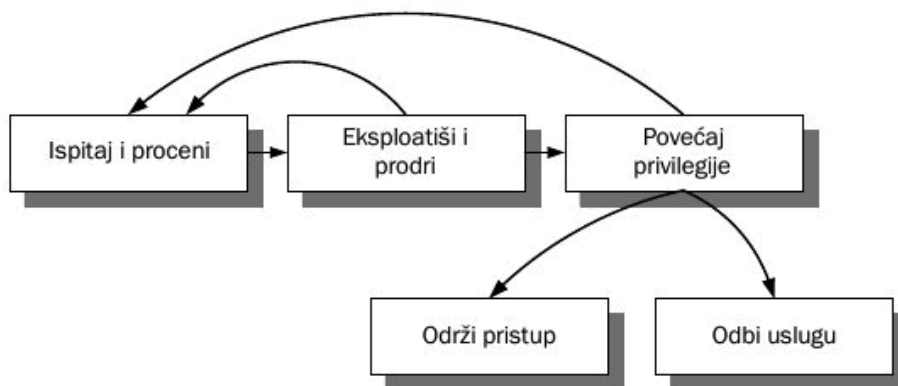 Ispitaj i proceni
Eksploatiši i
prodri
Povećaj
privilegije
Održi pristup
Odbi uslugu